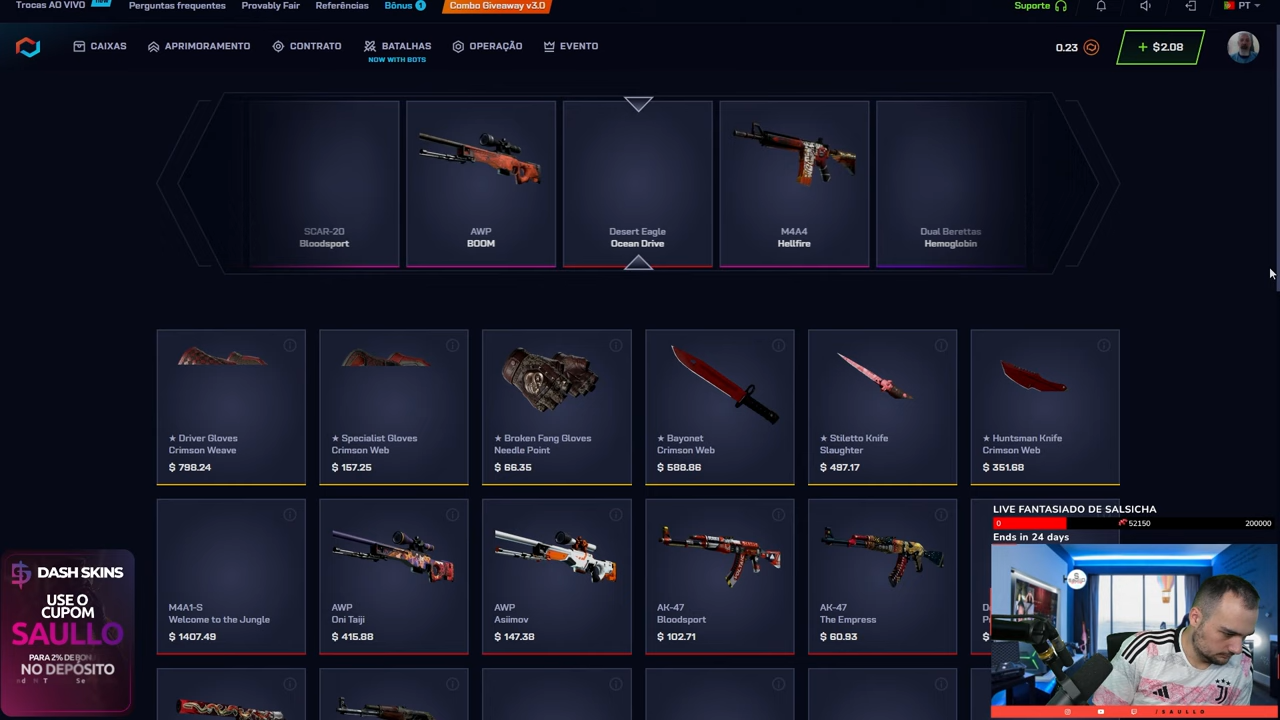 Trocas AO VIVO
Perguntas frequentes
Provably Fair
Referências
Bônus 1
Combo Giveaway v3.0
Suporte
PT
CAIXAS
APRIMORAMENTO
CONTRATO
BATALHAS
NOW WITH BOTS
OPERAÇÃO
EVENTO
0.23
+ $2.08
SCAR-20
Bloodsport
AWP
BOOM
Desert Eagle
Ocean Drive
M4A4
Hellfire
Dual Berettas
Hemoglobin
★ Driver Gloves
Crimson Weave
$ 798.24
★ Specialist Gloves
Crimson Web
$ 157.25
★ Broken Fang Gloves
Needle Point
$ 66.35
★ Bayonet
Crimson Web
$ 588.86
★ Stiletto Knife
Slaughter
$ 497.17
★ Huntsman Knife
Crimson Web
$ 351.68
M4A1-S
Welcome to the Jungle
$ 1407.49
AWP
Oni Taiji
$ 415.88
AWP
Asiimov
$ 147.38
AK-47
Bloodsport
$ 102.71
AK-47
The Empress
$ 60.93
$
LIVE FANTASIADO DE SALSICHA
0
52150
200000
Ends in 24 days
DASH SKINS
USE O
CUPOM
SAULLO
PARA 2% DE
NO DEPÓSITO
/SAULLO